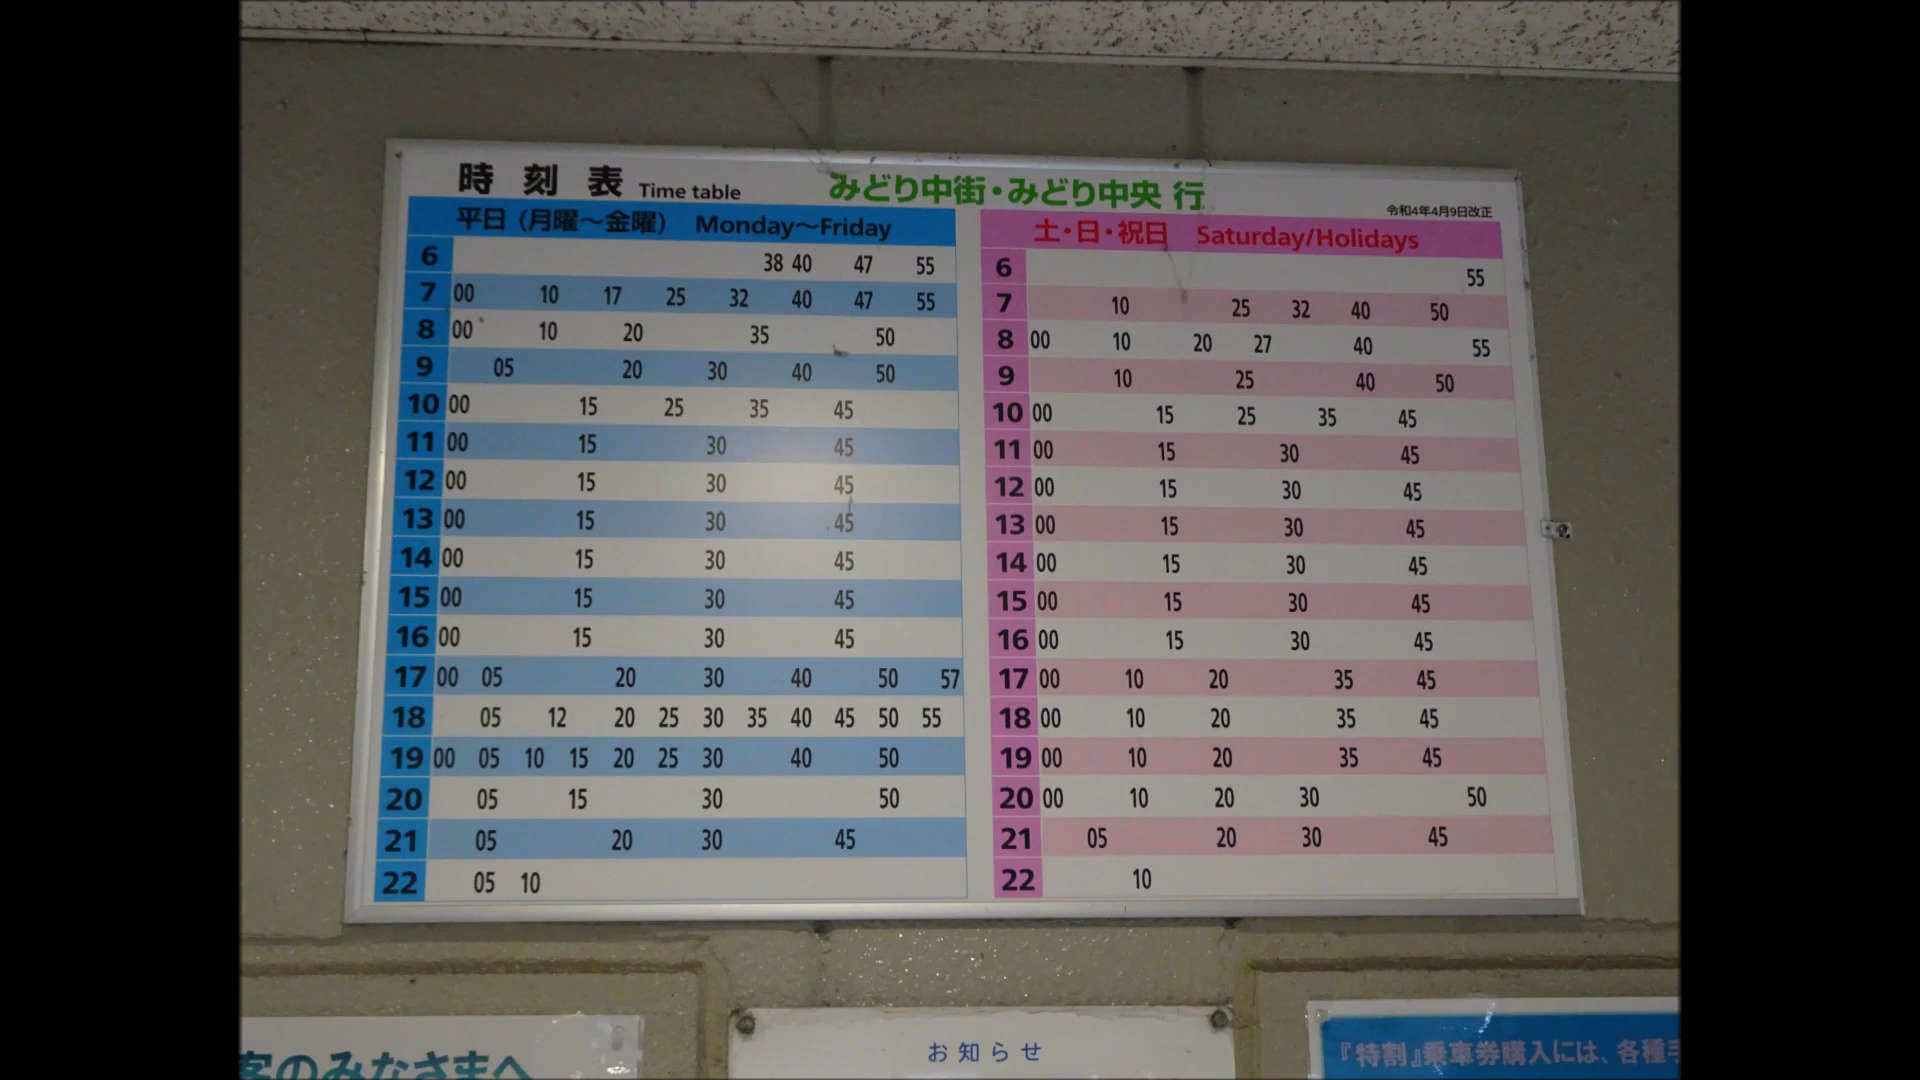 時刻表 Time table
みどり中街・みどり中央 行
令和4年4月9日改正
平日（月曜～金曜） Monday～Friday
6 38 40 47 55
7 00 10 17 25 32 40 47 55
8 00 10 20 35 50
9 05 20 30 40 50
10 00 15 25 35 45
11 00 15 30 45
12 00 15 30 45
13 00 15 30 45
14 00 15 30 45
15 00 15 30 45
16 00 15 30 45
17 00 05 20 30 40 50 57
18 05 12 20 25 30 35 40 45 50 55
19 00 05 10 15 20 25 30 40 50
20 05 15 30 50
21 05 20 30 45
22 05 10
土・日・祝日 Saturday/Holidays
6 55
7 10 25 32 40 50
8 00 10 20 27 40 55
9 10 25 40 50
10 00 15 25 35 45
11 00 15 30 45
12 00 15 30 45
13 00 15 30 45
14 00 15 30 45
15 00 15 30 45
16 00 15 30 45
17 00 10 20 35 45
18 00 10 20 35 45
19 00 10 20 35 45
20 00 10 20 30 50
21 05 20 30 45
22 10
客のみなさまへ
お知らせ
『特割』乗車券購入には、各種手